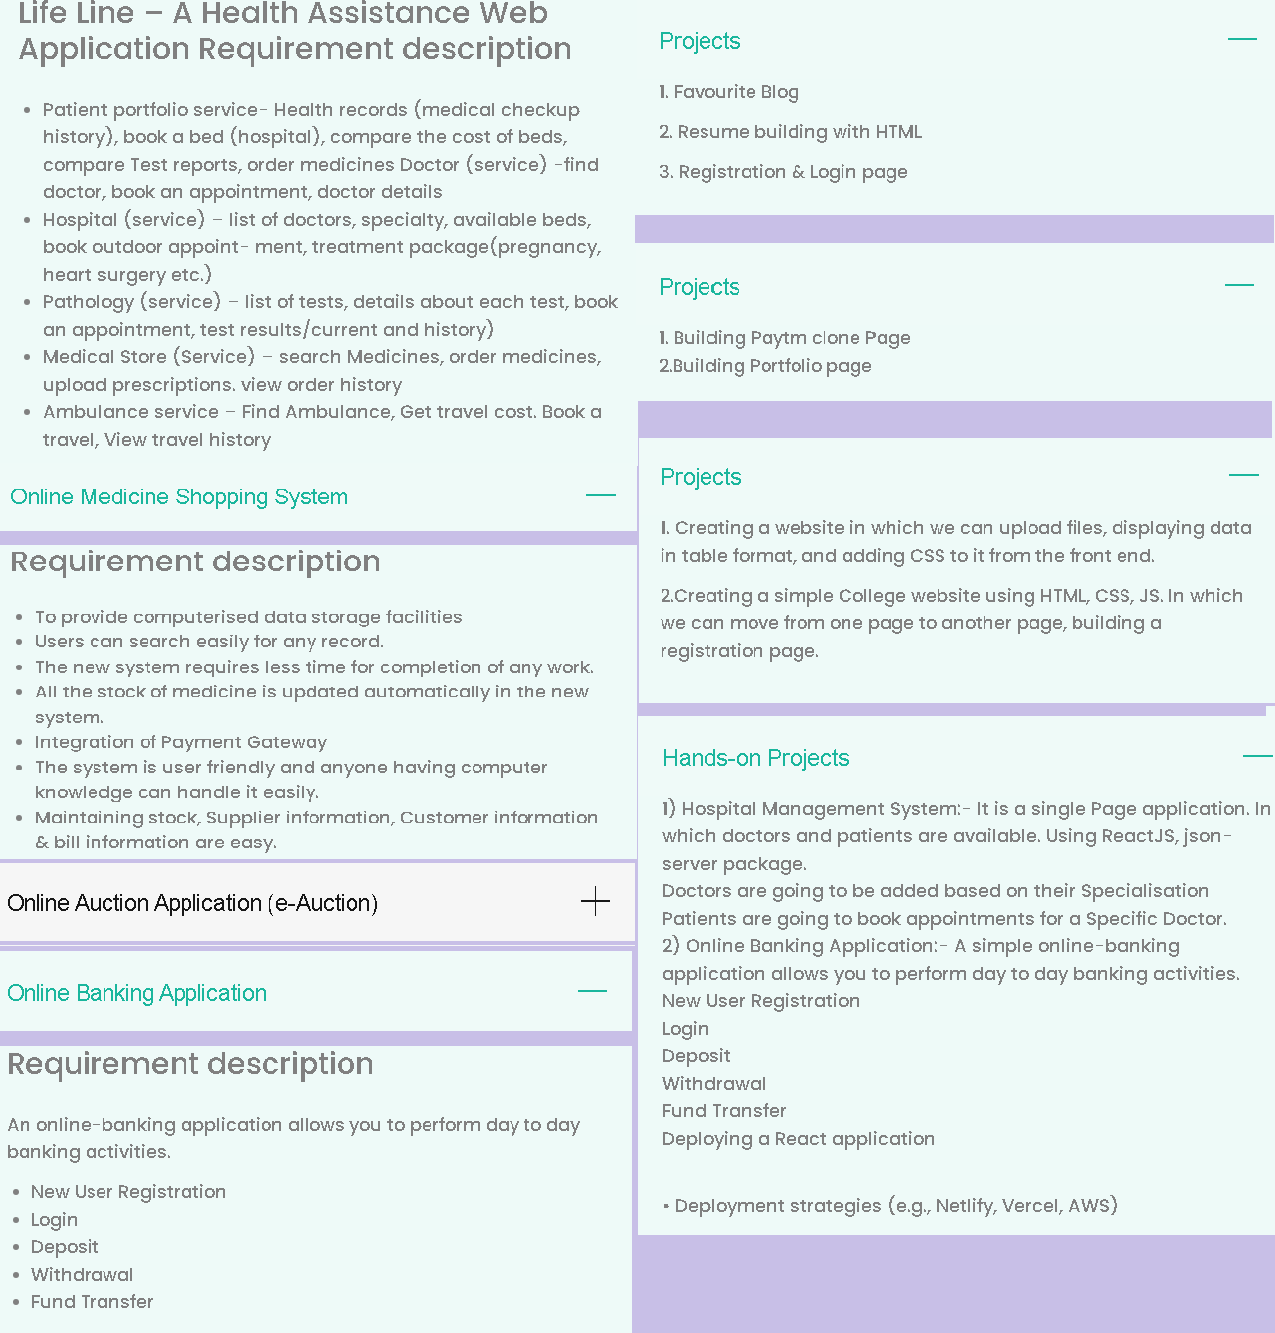 Life Line – A Health Assistance Web
Application Requirement description
• Patient portfolio service- Health records (medical checkup
history), book a bed (hospital), compare the cost of beds,
compare Test reports, order medicines Doctor (service) -find
doctor, book an appointment, doctor details
• Hospital (service) – list of doctors, specialty, available beds,
book outdoor appoint- ment, treatment package(pregnancy,
heart surgery etc.)
• Pathology (service) – list of tests, details about each test, book
an appointment, test results/current and history)
• Medical Store (Service) – search Medicines, order medicines,
upload prescriptions. view order history
• Ambulance service – Find Ambulance, Get travel cost. Book a
travel, View travel history
Online Medicine Shopping System
Requirement description
• To provide computerised data storage facilities
• Users can search easily for any record.
• The new system requires less time for completion of any work.
• All the stock of medicine is updated automatically in the new
system.
• Integration of Payment Gateway
• The system is user friendly and anyone having computer
knowledge can handle it easily.
• Maintaining stock, Supplier information, Customer information
& bill information are easy.
Online Auction Application (e-Auction)
Online Banking Application
Requirement description
An online-banking application allows you to perform day to day
banking activities.
• New User Registration
• Login
• Deposit
• Withdrawal
• Fund Transfer
Projects
1. Favourite Blog
2. Resume building with HTML
3. Registration & Login page
Projects
1. Building Paytm clone Page
2.Building Portfolio page
Projects
1. Creating a website in which we can upload files, displaying data
in table format, and adding CSS to it from the front end.
2.Creating a simple College website using HTML, CSS, JS. In which
we can move from one page to another page, building a
registration page.
Hands-on Projects
1) Hospital Management System:- It is a single Page application. In
which doctors and patients are available. Using ReactJS, json-
server package.
Doctors are going to be added based on their Specialisation
Patients are going to book appointments for a Specific Doctor.
2) Online Banking Application:- A simple online-banking
application allows you to perform day to day banking activities.
New User Registration
Login
Deposit
Withdrawal
Fund Transfer
Deploying a React application
• Deployment strategies (e.g., Netlify, Vercel, AWS)